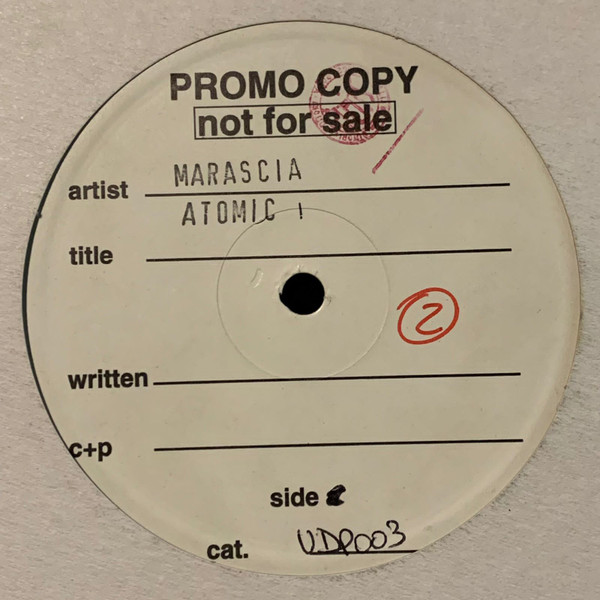 PROMO COPY
not for sale
artist MARASCIA
ATOMIC
title
2
written
c+p
side
cat. UDP003